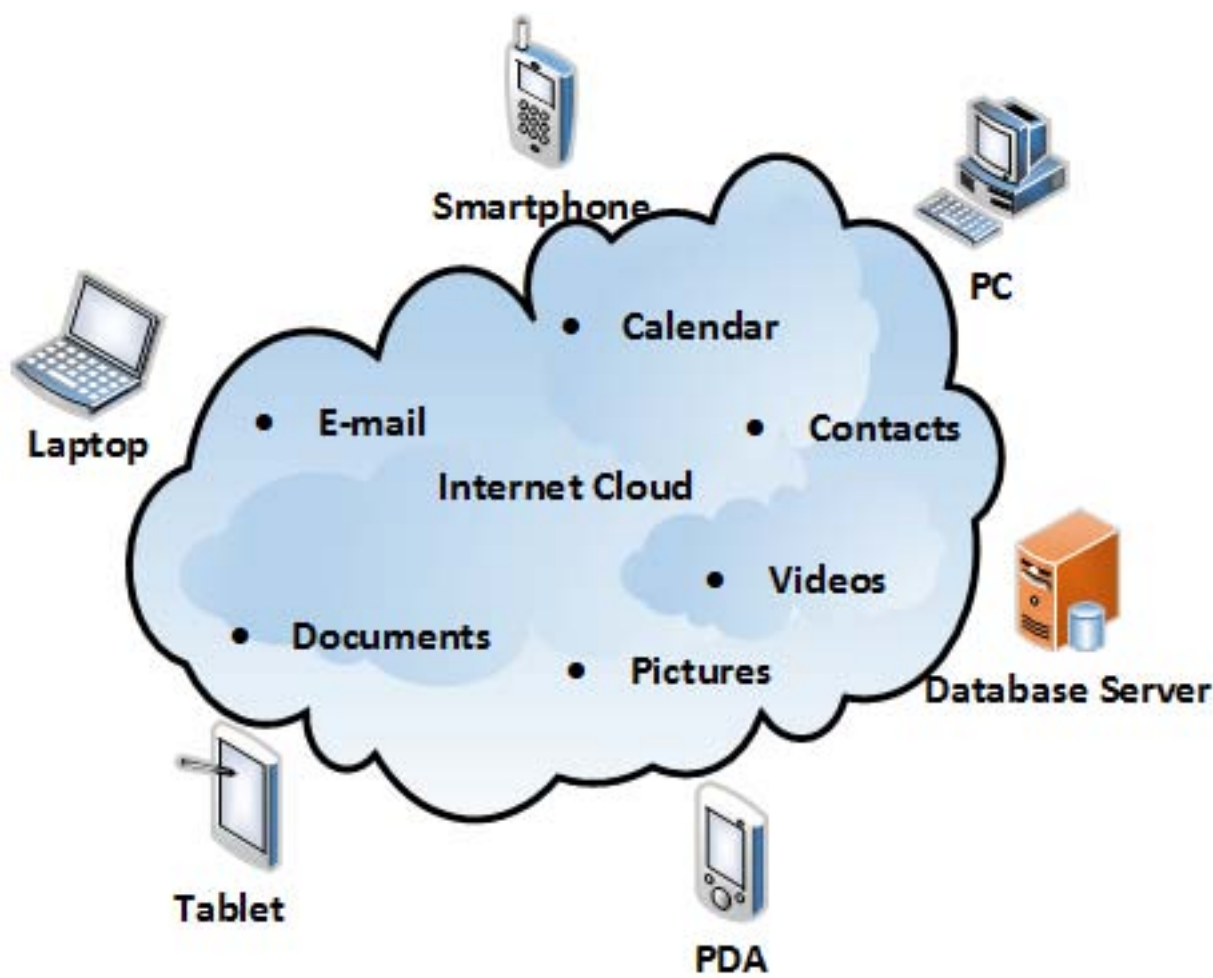 Smartphone
PC
• Calendar
Laptop
• E-mail
• Contacts
Internet Cloud
• Videos
• Documents
• Pictures
Database Server
Tablet
PDA